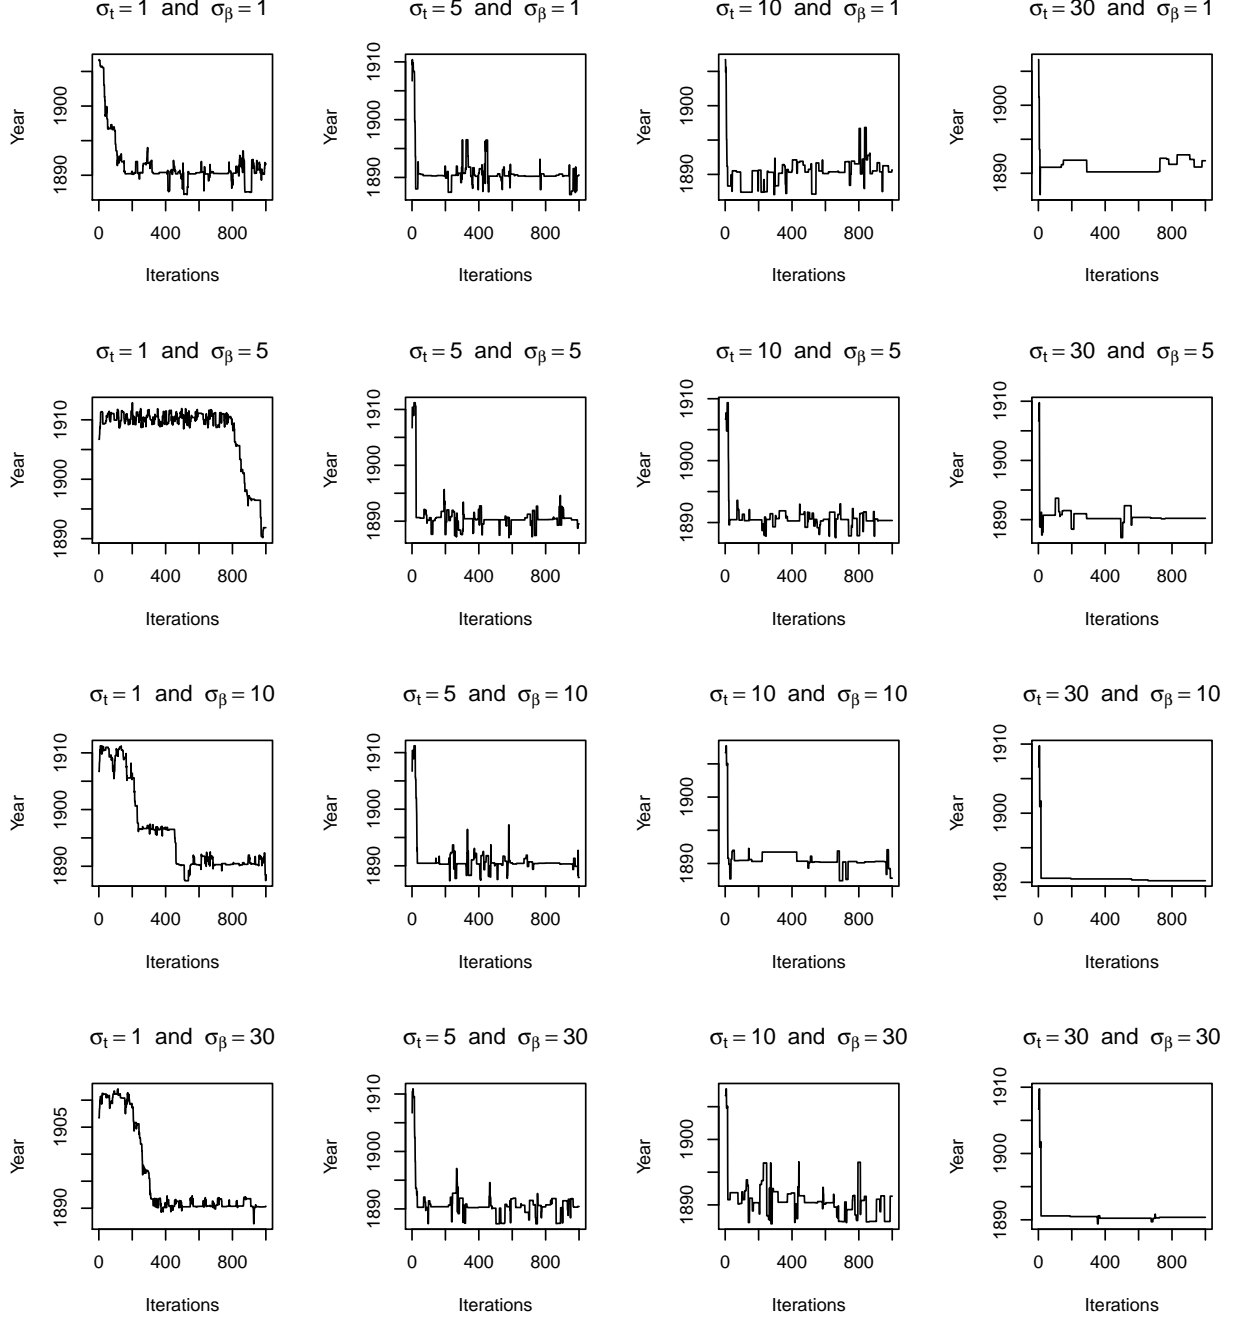 σt = 1 and σβ = 1
Year
1890
1900
0
400
800
Iterations
σt = 5 and σβ = 1
Year
1890
1900
1910
0
400
800
Iterations
σt = 10 and σβ = 1
Year
1890
1900
0
400
800
Iterations
σt = 30 and σβ = 1
Year
1890
1900
0
400
800
Iterations
σt = 1 and σβ = 5
Year
1890
1900
1910
0
400
800
Iterations
σt = 5 and σβ = 5
Year
1890
1900
1910
0
400
800
Iterations
σt = 10 and σβ = 5
Year
1890
1900
1910
0
400
800
Iterations
σt = 30 and σβ = 5
Year
1890
1900
1910
0
400
800
Iterations
σt = 1 and σβ = 10
Year
1890
1900
1910
0
400
800
Iterations
σt = 5 and σβ = 10
Year
1890
1900
1910
0
400
800
Iterations
σt = 10 and σβ = 10
Year
1890
1900
0
400
800
Iterations
σt = 30 and σβ = 10
Year
1890
1900
1910
0
400
800
Iterations
σt = 1 and σβ = 30
Year
1890
1905
0
400
800
Iterations
σt = 5 and σβ = 30
Year
1890
1900
1910
0
400
800
Iterations
σt = 10 and σβ = 30
Year
1890
1900
0
400
800
Iterations
σt = 30 and σβ = 30
Year
1890
1900
1910
0
400
800
Iterations